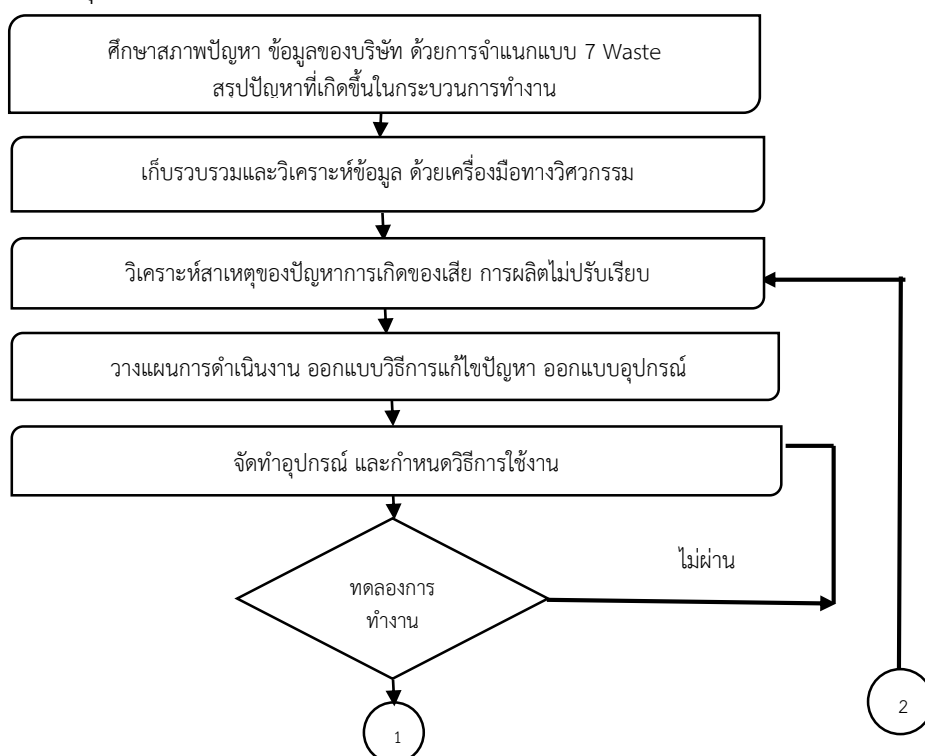 ศึกษาสภาพปัญหา ข้อมูลของบริษัท ด้วยการจำแนกแบบ 7 Waste
สรุปปัญหาที่เกิดขึ้นในกระบวนการทำงาน
เก็บรวบรวมและวิเคราะห์ข้อมูล ด้วยเครื่องมือทางวิศวกรรม
วิเคราะห์สาเหตุของปัญหาการเกิดของเสีย การผลิตไม่ปรับเรียบ
วางแผนการดำเนินงาน ออกแบบวิธีการแก้ไขปัญหา ออกแบบอุปกรณ์
จัดทำอุปกรณ์ และกำหนดวิธีการใช้งาน
ไม่ผ่าน
ทดลองการ
ทำงาน
2
1